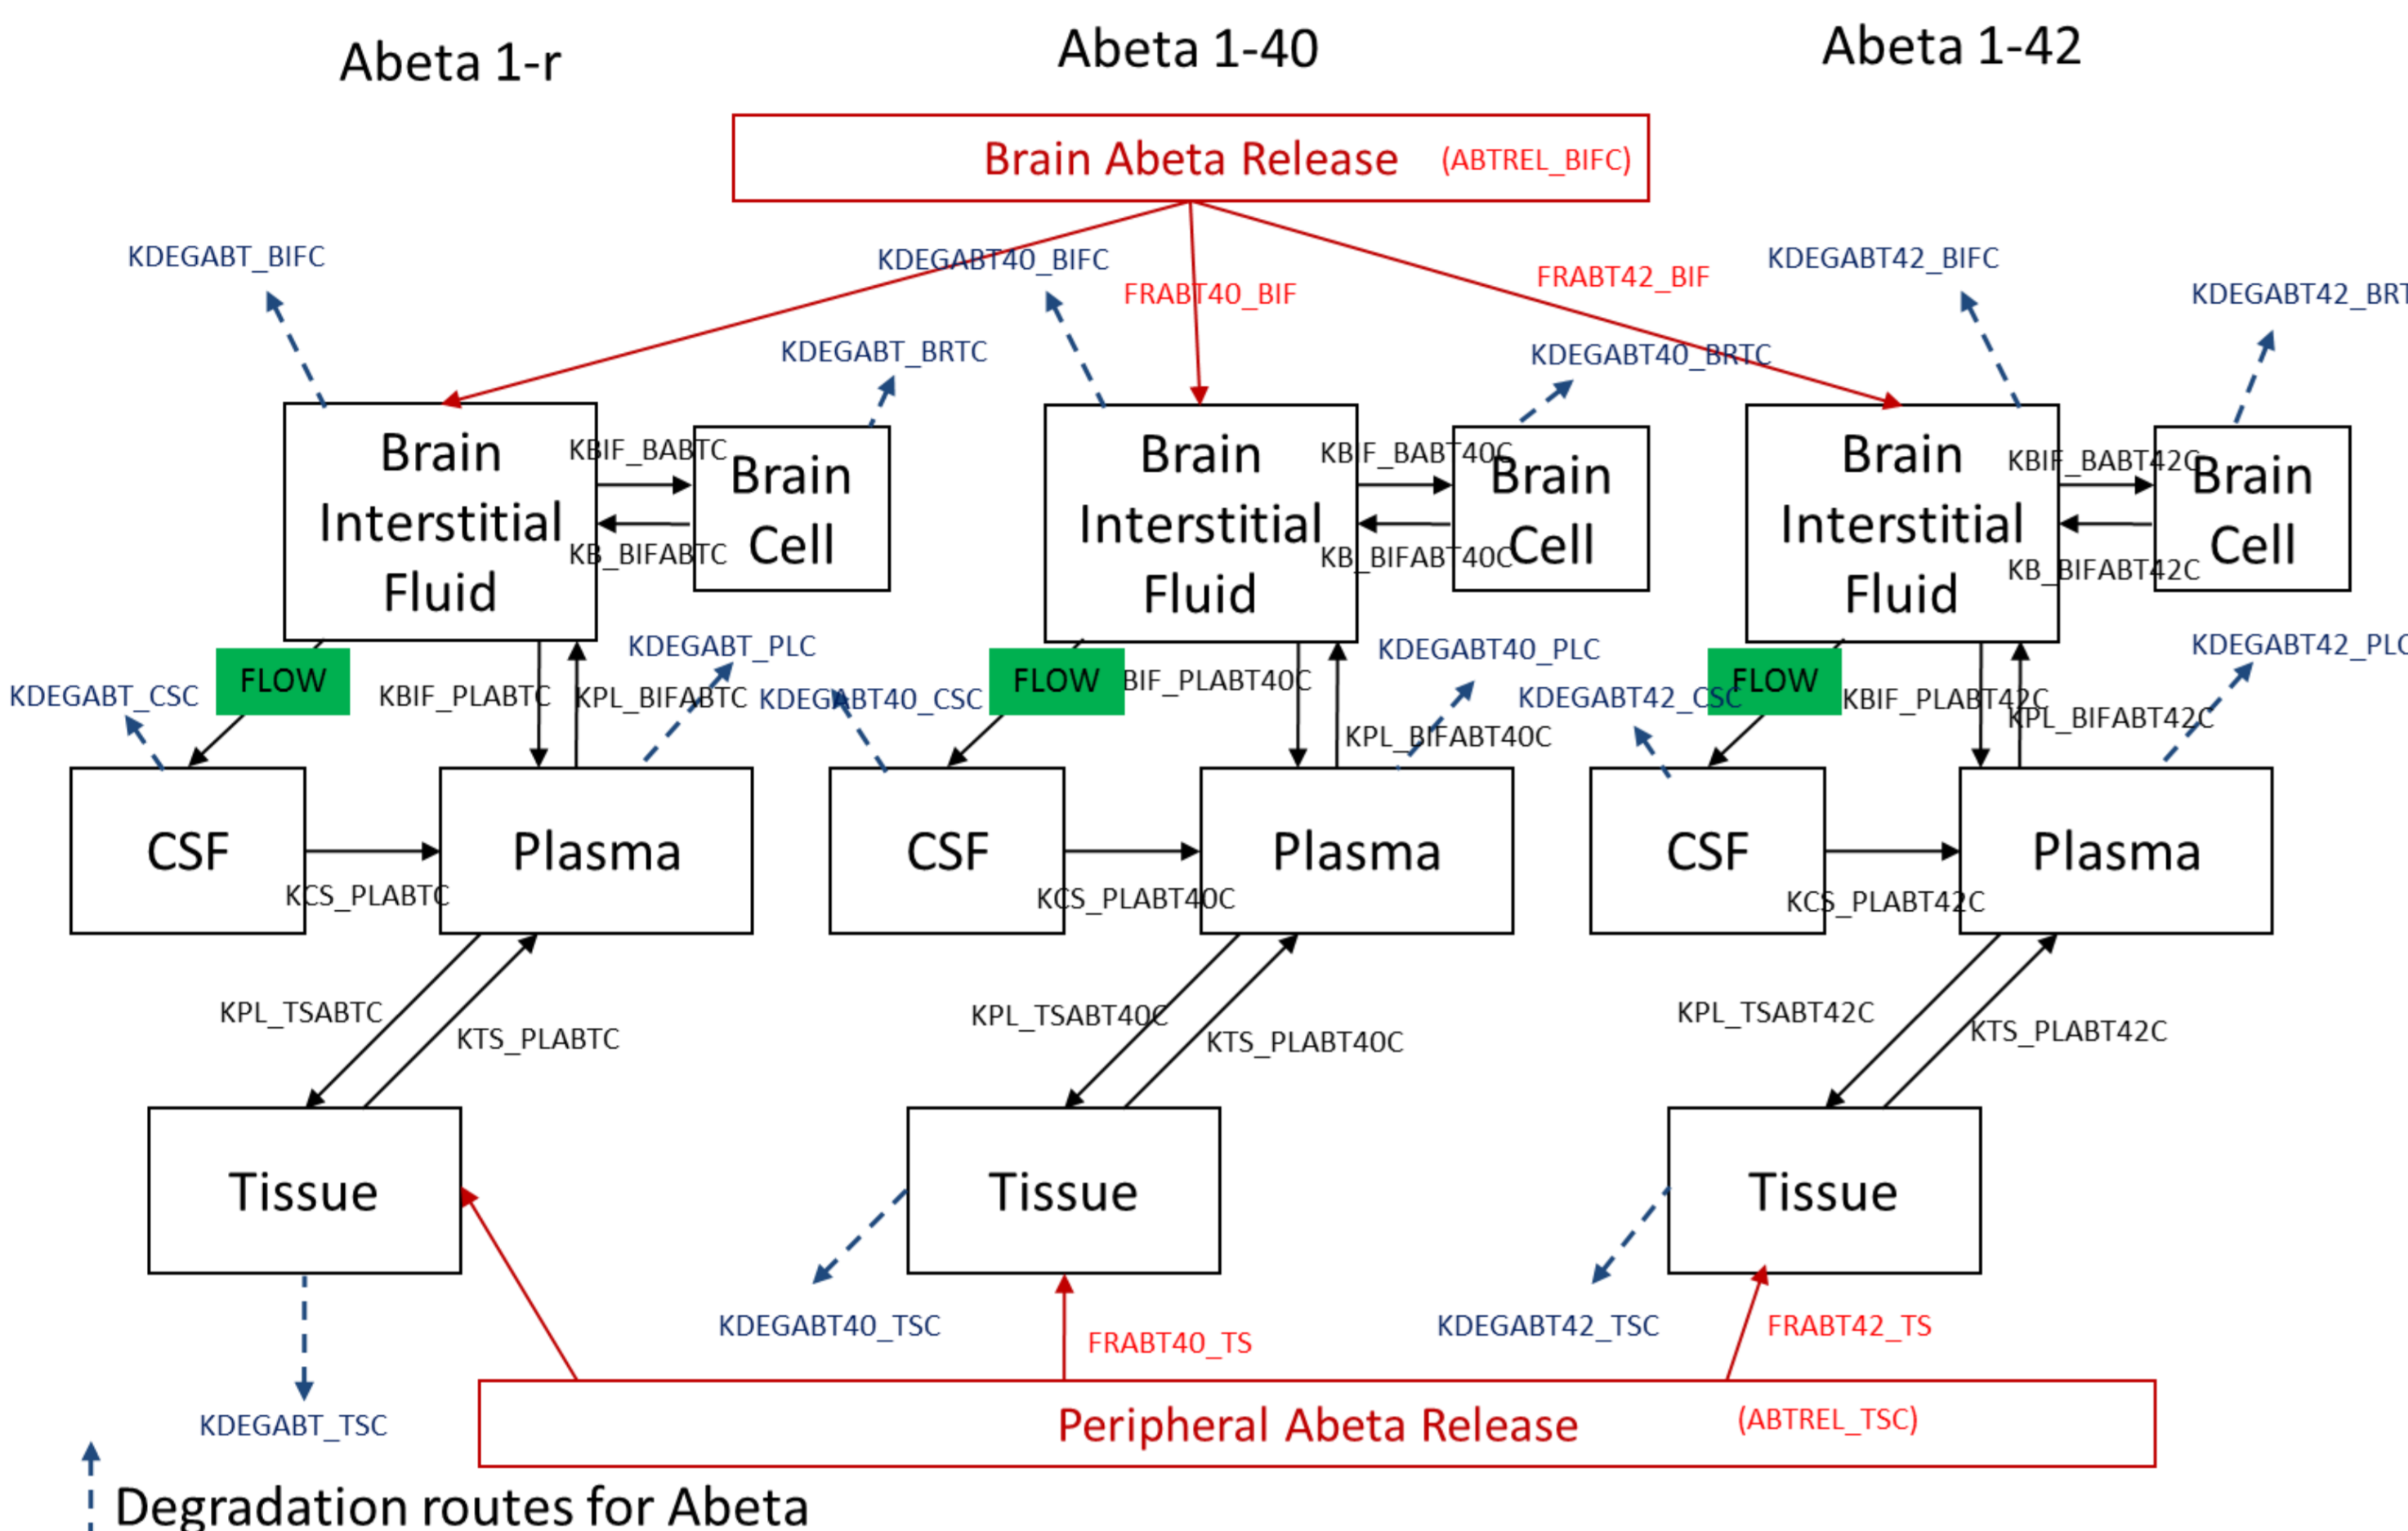 Abeta 1-r
Abeta 1-40
Abeta 1-42
Brain Abeta Release (ABTREL_BIFC)
KDEGABT_BIFC
KDEGABT40_BIFC
FRABT40_BIF
FRABT42_BIF
KDEGABT42_BIFC
KDEGABT42_BRT
KDEGABT_BRTC
KDEGABT40_BRTC
Brain
Interstitial
Fluid
KBIF_BABTC
KB_BIFABTC
Brain
Cell
Brain
Interstitial
Fluid
KBIF_BABT40C
KB_BIFABT40C
Brain
Cell
Brain
Interstitial
Fluid
KBIF_BABT42C
KB_BIFABT42C
Brain
Cell
KDEGABT_CSC
FLOW
KBIF_PLABTC
KPL_BIFABTC
KDEGABT_PLC
KDEGABT40_CSC
FLOW
BIF_PLABT40C
KPL_BIFABT40C
KDEGABT40_PLC
KDEGABT42_CSC
FLOW
KBIF_PLABT42C
KPL_BIFABT42C
KDEGABT42_PLC
CSF
KCS_PLABTC
Plasma
CSF
KCS_PLABT40C
Plasma
CSF
KCS_PLABT42C
Plasma
KPL_TSABTC
KTS_PLABTC
KPL_TSABT40C
KTS_PLABT40C
KPL_TSABT42C
KTS_PLABT42C
Tissue
Tissue
Tissue
KDEGABT40_TSC
FRABT40_TS
KDEGABT42_TSC
FRABT42_TS
KDEGABT_TSC
Peripheral Abeta Release (ABTREL_TSC)
Degradation routes for Abeta